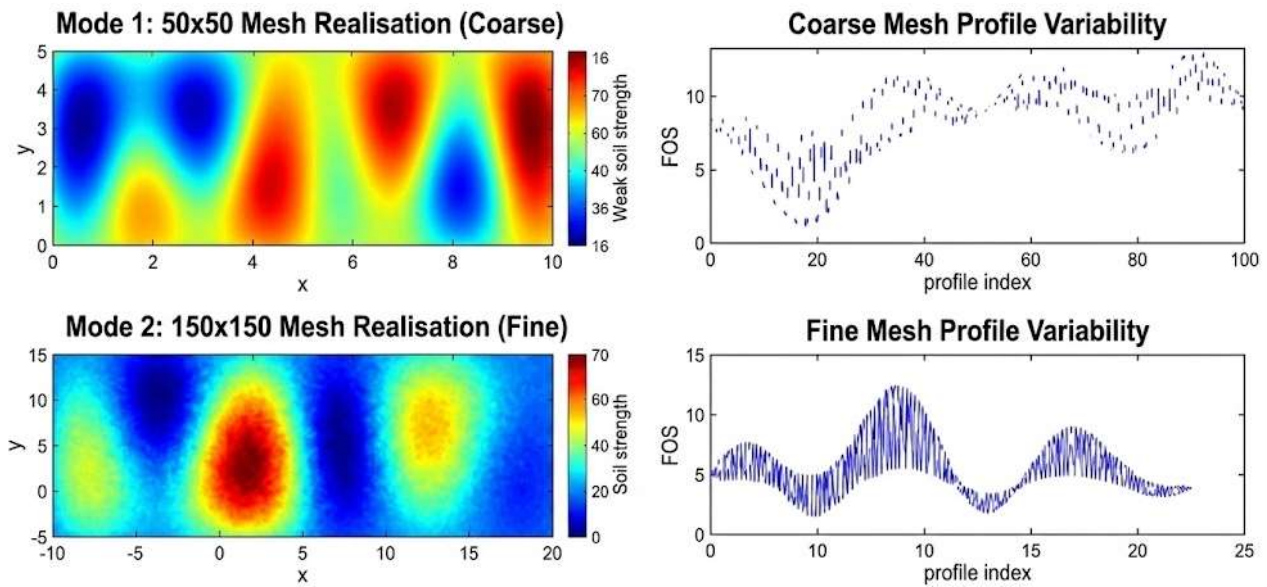 Mode 1: 50x50 Mesh Realisation (Coarse)
5
4
3
2
1
0
y
0 2 4 6 8 10
x
16
70
60
40
36
16
Weak soil strength
Coarse Mesh Profile Variability
10
5
0
FOS
0 20 40 60 80 100
profile index
Mode 2: 150x150 Mesh Realisation (Fine)
15
10
5
0
-5
y
-10 5 0 5 10 15 20
x
70
60
40
20
0
Soil strength
Fine Mesh Profile Variability
15
10
5
0
FOS
0 10 10 15 20 25
profile index